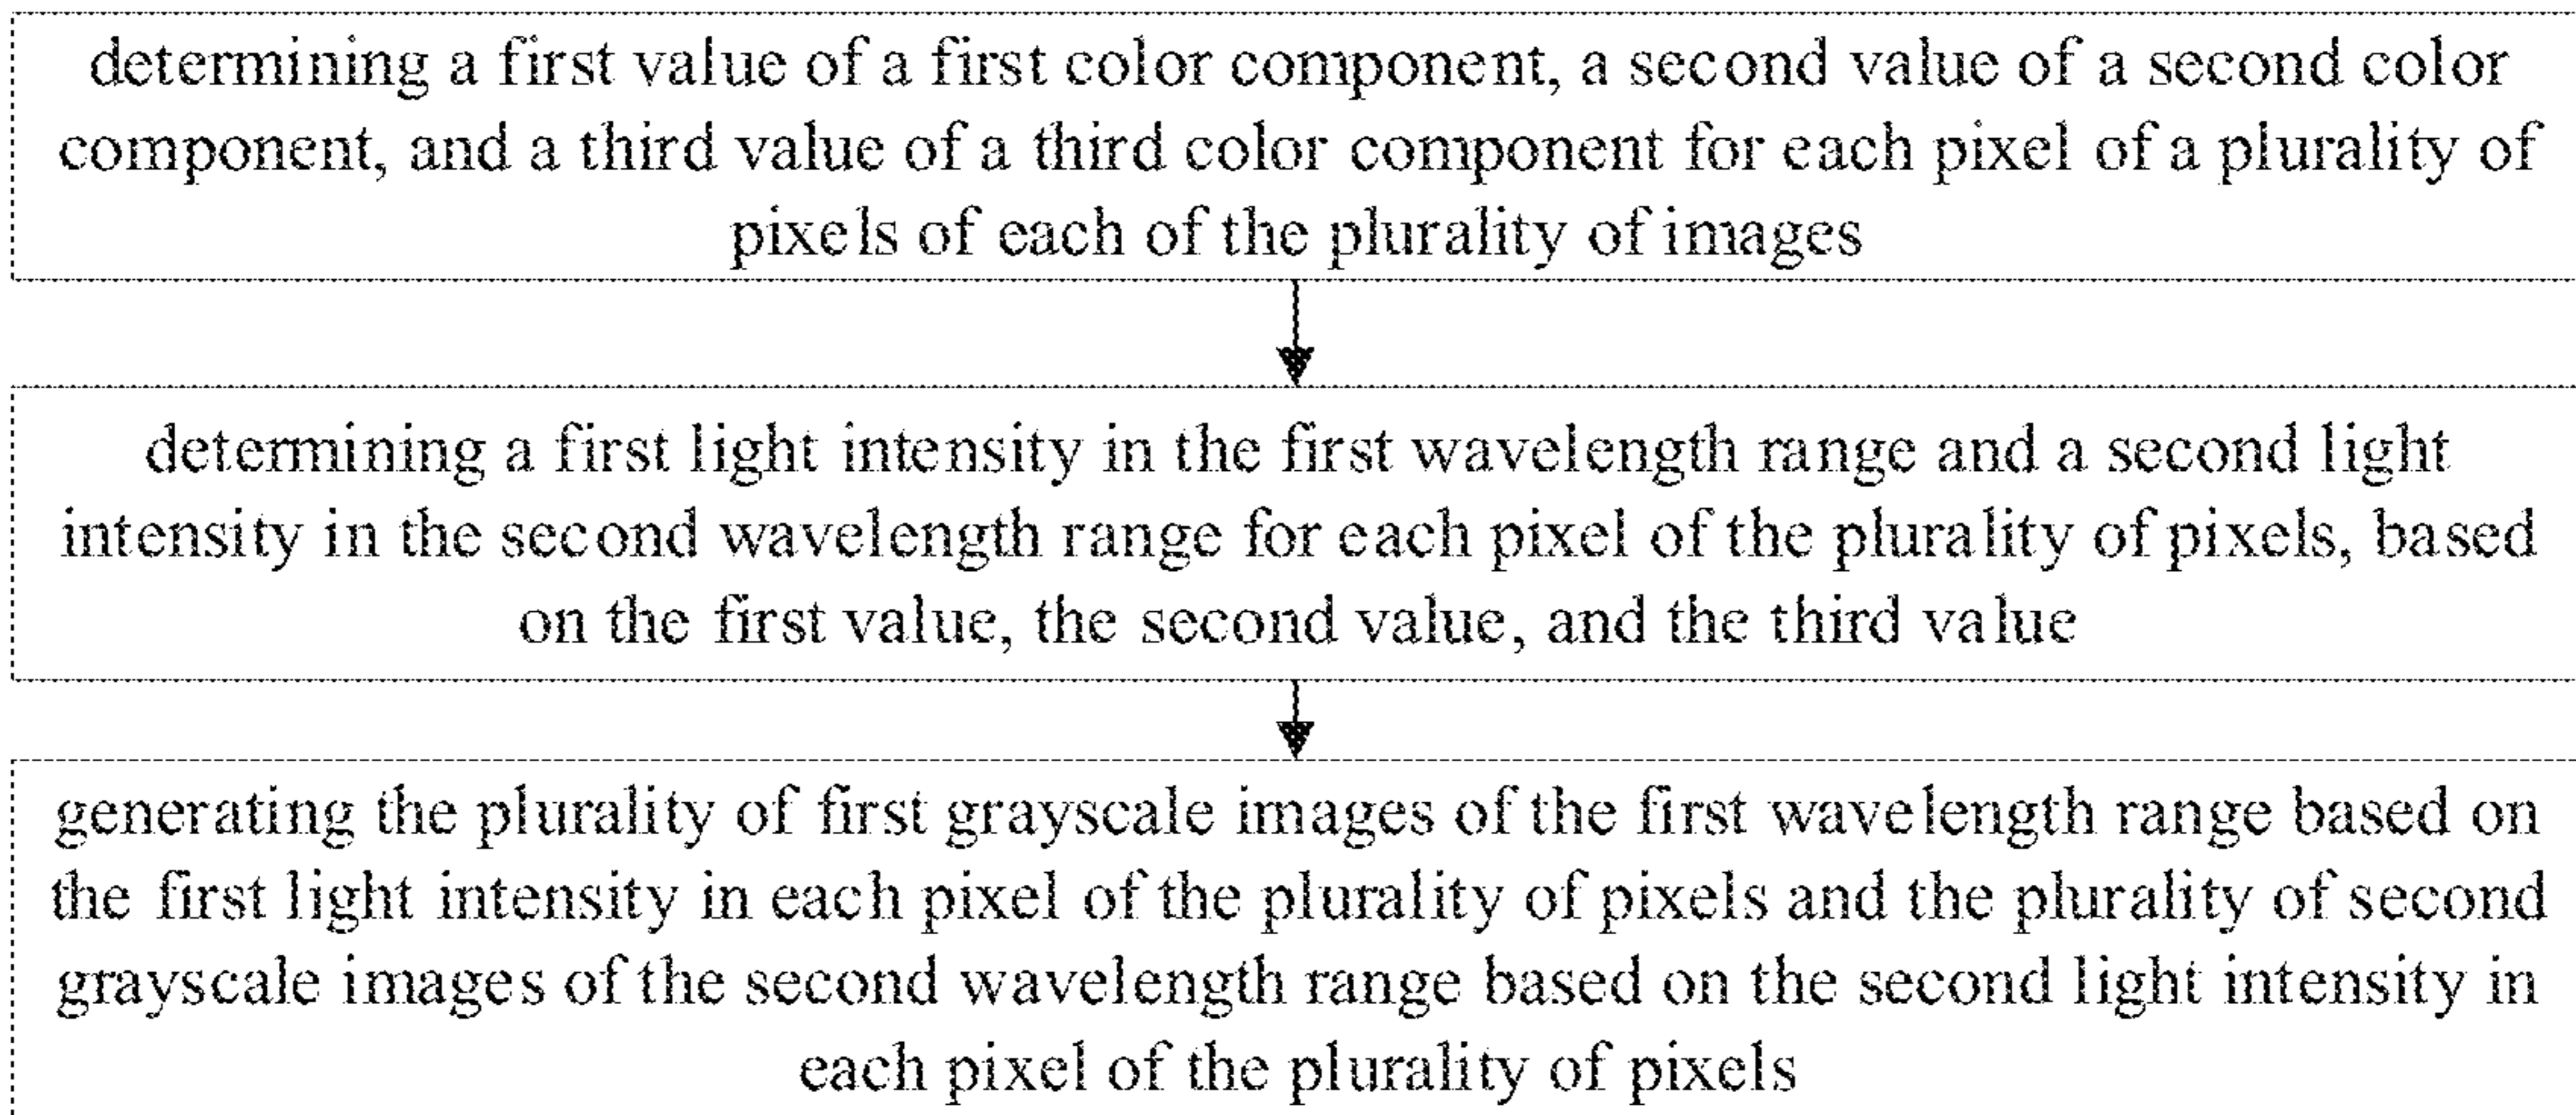 determining a first value of a first color component, a second value of a second color
component, and a third value of a third color component for each pixel of a plurality of
pixels of each of the plurality of images
determining a first light intensity in the first wavelength range and a second light
intensity in the second wavelength range for each pixel of the plurality of pixels, based
on the first value, the second value, and the third value
generating the plurality of first grayscale images of the first wavelength range based on
the first light intensity in each pixel of the plurality of pixels and the plurality of second
grayscale images of the second wavelength range based on the second light intensity in
each pixel of the plurality of pixels